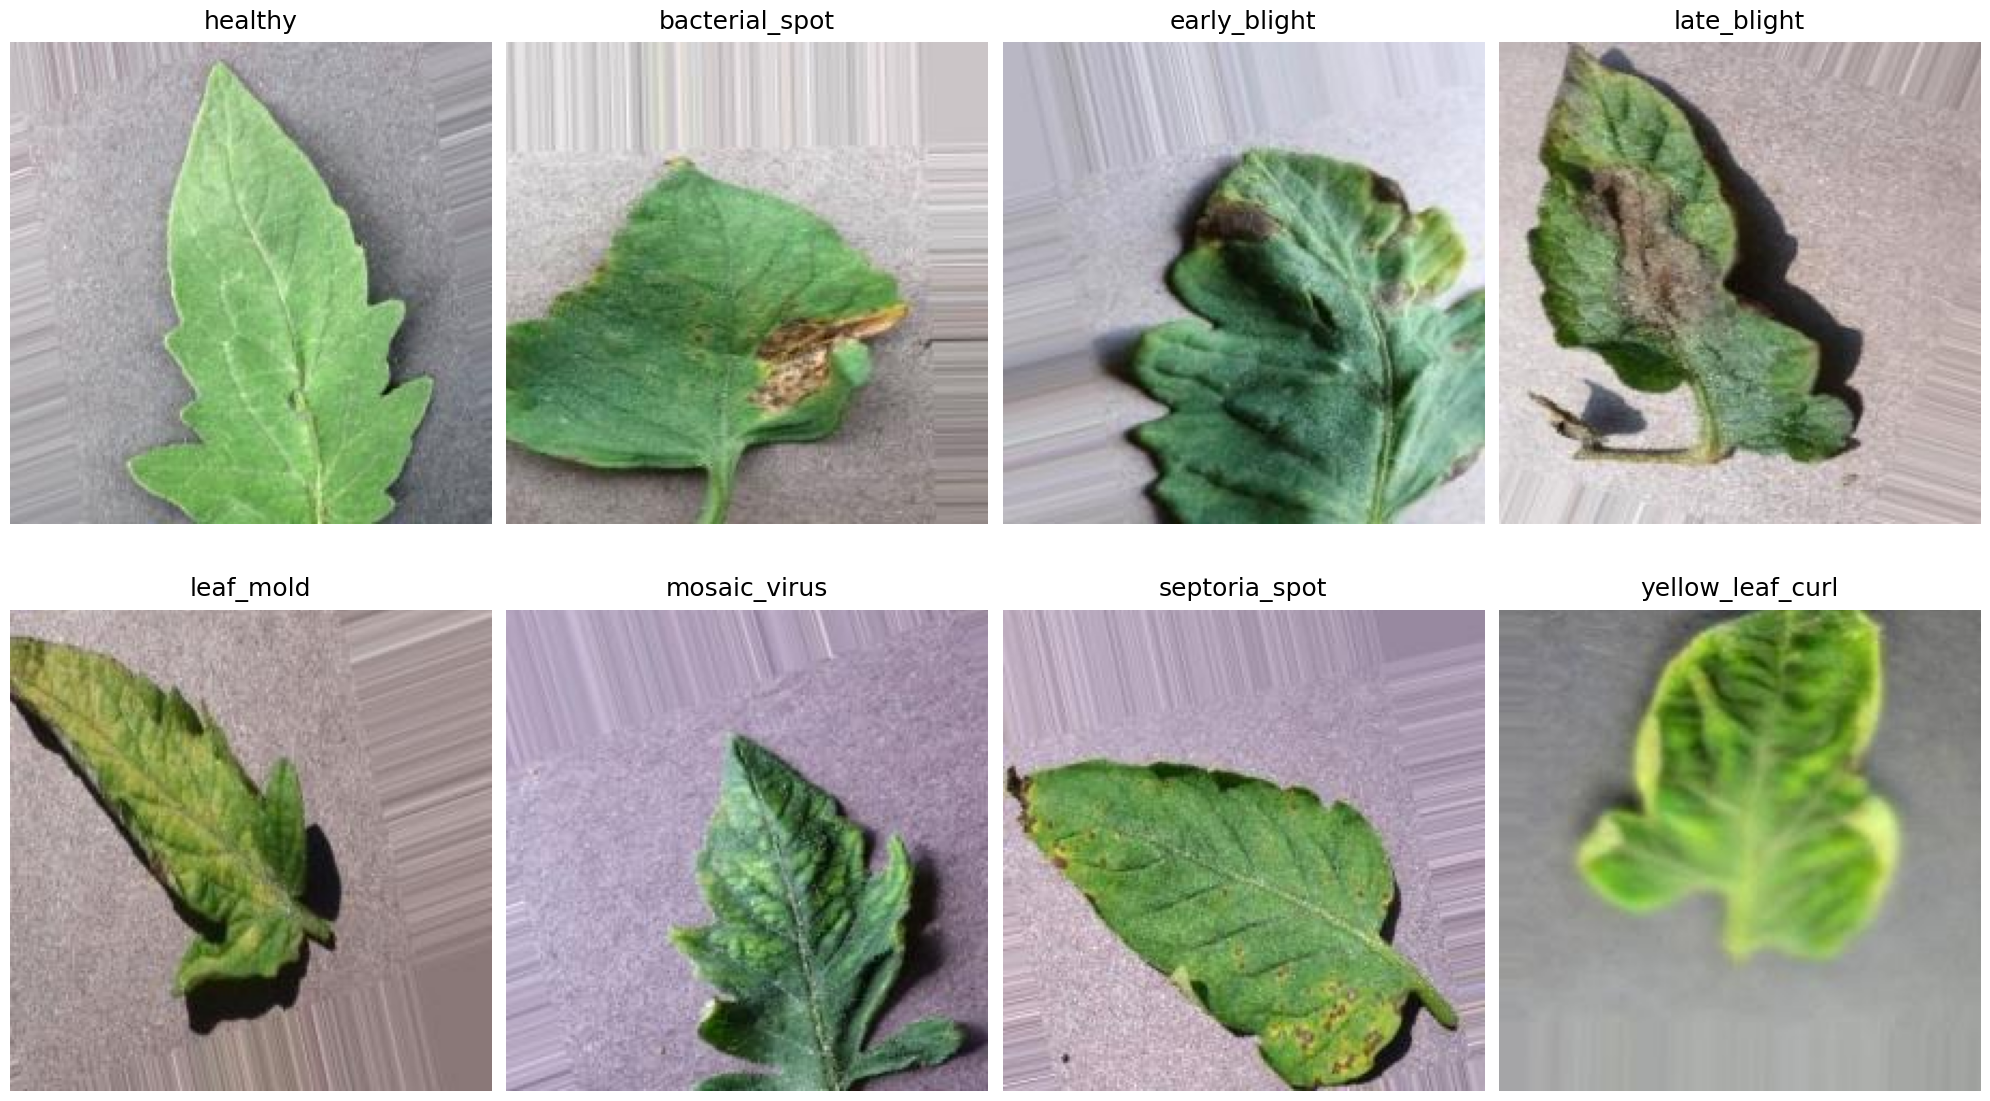 healthy
bacterial_spot
early_blight
late_blight
leaf_mold
mosaic_virus
septoria_spot
yellow_leaf_curl